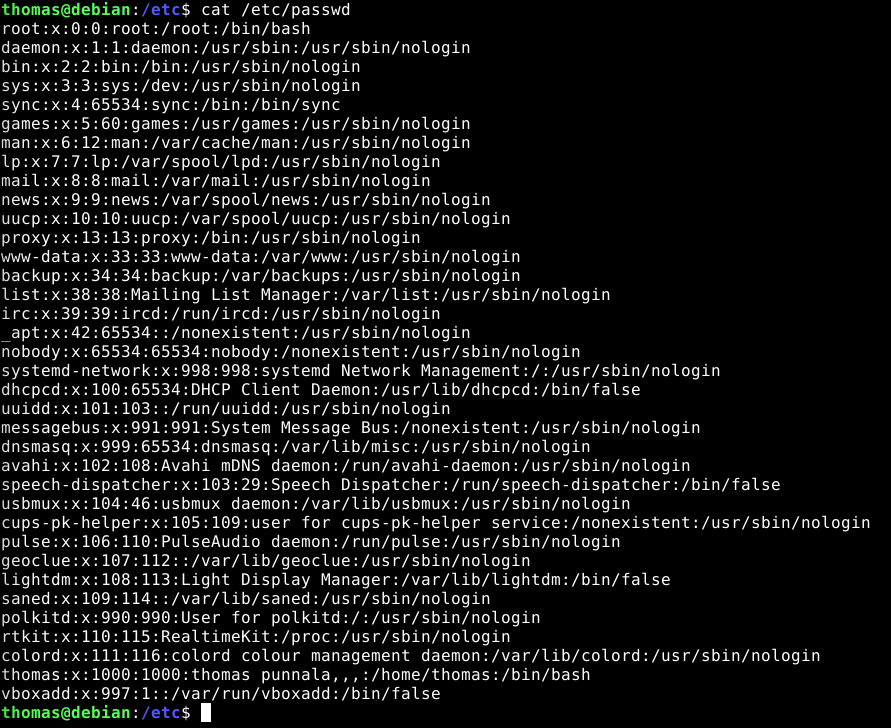 thomas@debian:/etc$ cat /etc/passwd
root:x:0:0:root:/root:/bin/bash
daemon:x:1:1:daemon:/usr/sbin:/usr/sbin/nologin
bin:x:2:2:bin:/bin:/usr/sbin/nologin
sys:x:3:3:sys:/dev:/usr/sbin/nologin
sync:x:4:65534:sync:/bin:/bin/sync
games:x:5:60:games:/usr/games:/usr/sbin/nologin
man:x:6:12:man:/var/cache/man:/usr/sbin/nologin
lp:x:7:7:lp:/var/spool/lpd:/usr/sbin/nologin
mail:x:8:8:mail:/var/mail:/usr/sbin/nologin
news:x:9:9:news:/var/spool/news:/usr/sbin/nologin
uucp:x:10:10:uucp:/var/spool/uucp:/usr/sbin/nologin
proxy:x:13:13:proxy:/bin:/usr/sbin/nologin
www-data:x:33:33:www-data:/var/www:/usr/sbin/nologin
backup:x:34:34:backup:/var/backups:/usr/sbin/nologin
list:x:38:38:Mailing List Manager:/var/list:/usr/sbin/nologin
irc:x:39:39:ircd:/run/ircd:/usr/sbin/nologin
_apt:x:42:65534::/nonexistent:/usr/sbin/nologin
nobody:x:65534:65534:nobody:/nonexistent:/usr/sbin/nologin
systemd-network:x:998:998:systemd Network Management:/:/usr/sbin/nologin
dhcpcd:x:100:65534:DHCP Client Daemon:/usr/lib/dhcpcd:/bin/false
uuidd:x:101:103::/run/uuidd:/usr/sbin/nologin
messagebus:x:991:991:System Message Bus:/nonexistent:/usr/sbin/nologin
dnsmasq:x:999:65534:dnsmasq:/var/lib/misc:/usr/sbin/nologin
avahi:x:102:108:Avahi mDNS daemon:/run/avahi-daemon:/usr/sbin/nologin
speech-dispatcher:x:103:29:Speech Dispatcher:/run/speech-dispatcher:/bin/false
usbmux:x:104:46:usbmux daemon:/var/lib/usbmux:/usr/sbin/nologin
cups-pk-helper:x:105:109:user for cups-pk-helper service:/nonexistent:/usr/sbin/nologin
pulse:x:106:110:PulseAudio daemon:/run/pulse:/usr/sbin/nologin
geoclue:x:107:112::/var/lib/geoclue:/usr/sbin/nologin
lightdm:x:108:113:Light Display Manager:/var/lib/lightdm:/bin/false
saned:x:109:114::/var/lib/saned:/usr/sbin/nologin
polkitd:x:990:990:User for polkitd:/:/usr/sbin/nologin
rtkit:x:110:115:RealtimeKit:/proc:/usr/sbin/nologin
colord:x:111:116:colord colour management daemon:/var/lib/colord:/usr/sbin/nologin
thomas:x:1000:1000:thomas punnala,,,:/home/thomas:/bin/bash
vboxadd:x:997:1::/var/run/vboxadd:/bin/false
thomas@debian:/etc$